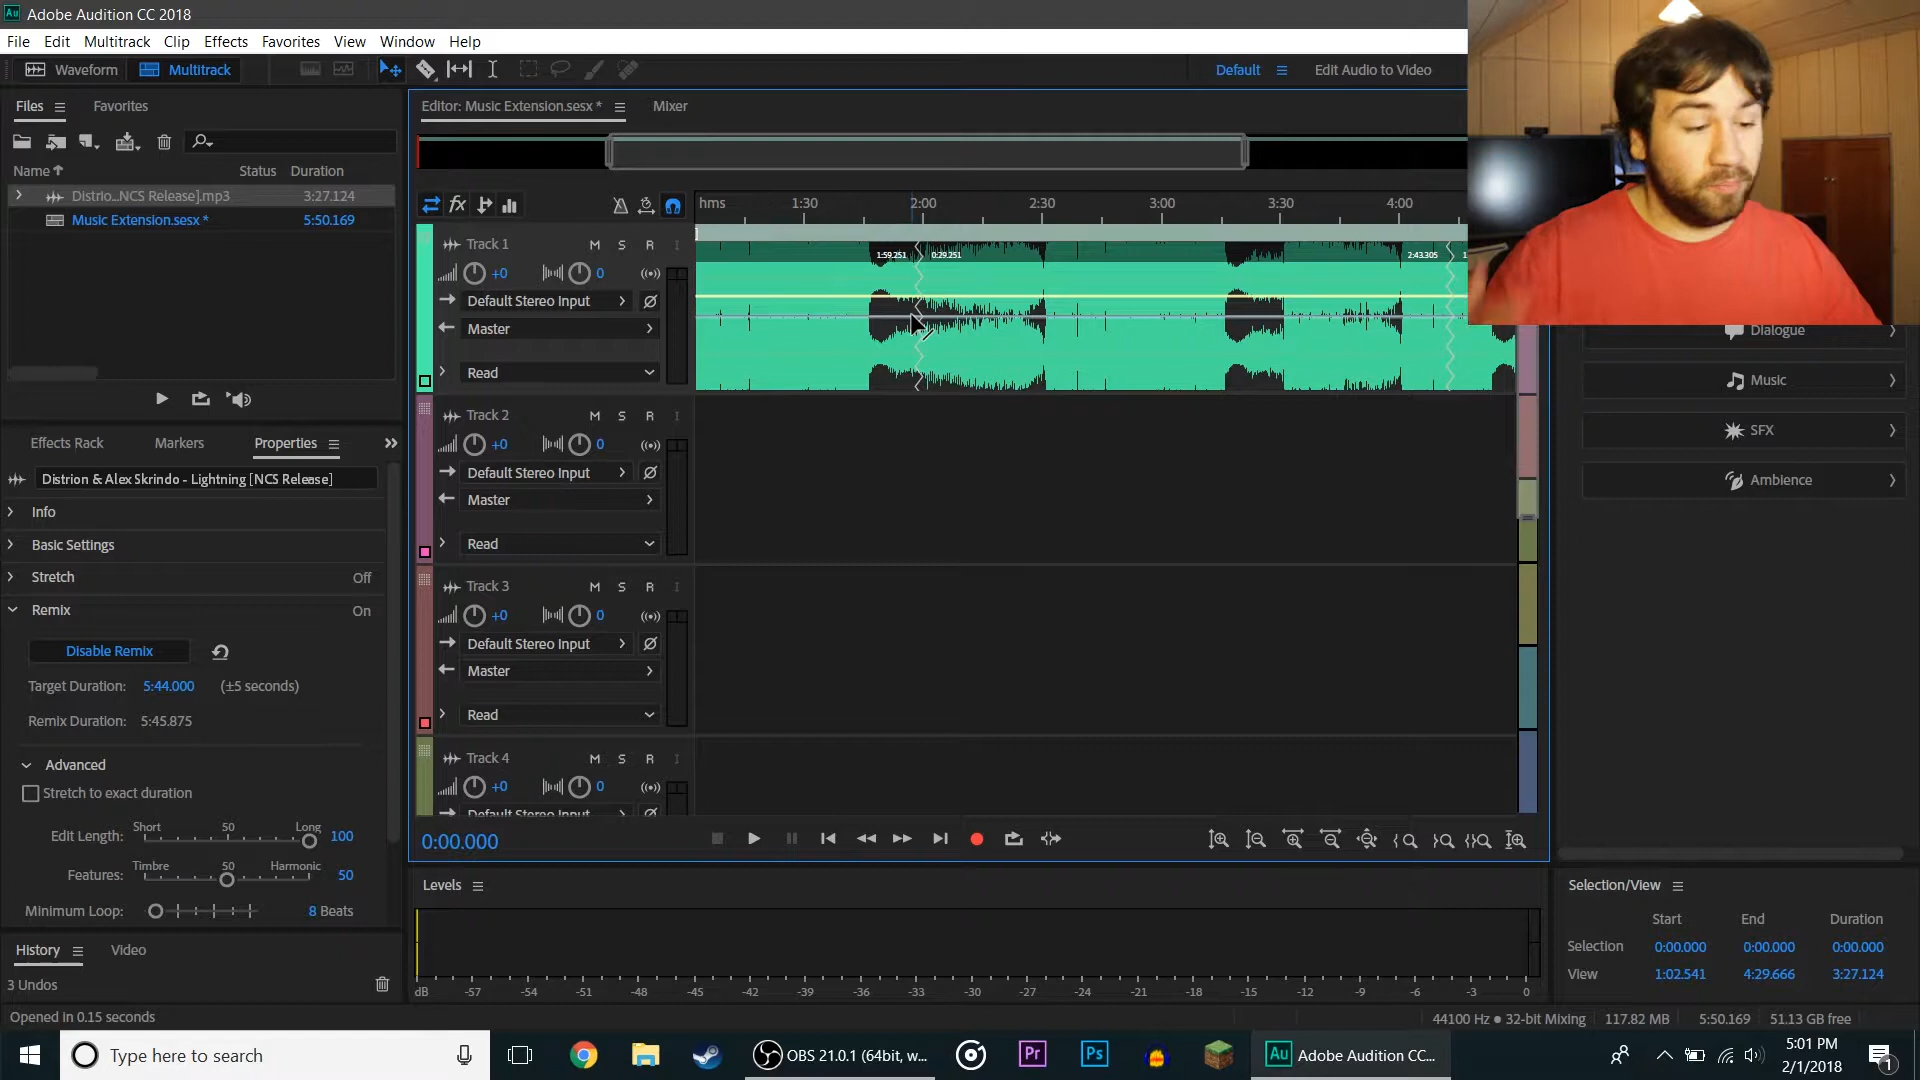 Au Adobe Audition CC 2018
File Edit Multitrack Clip Effects Favorites View Window Help
Waveform Multitrack Default Edit Audio to Video
Files Favorites
Name Status Duration
Distrio...NCS Release].mp3 3:27.124
Music Extension.sesx * 5:50.169
Effects Rack Markers Properties
Distrion & Alex Skrindo - Lightning [NCS Release]
Info
Basic Settings
Stretch Off
Remix On
Disable Remix
Target Duration: 5:44.000 (±5 seconds)
Remix Duration: 5:45.875
Advanced
Stretch to exact duration
Short 50 Long
Edit Length: 100
Timbre 50 Harmonic
Features: 50
Minimum Loop: 8 Beats
History Video
3 Undos
Opened in 0.15 seconds
Editor: Music Extension.sesx * Mixer
fx
hms 1:30 2:00 2:30 3:00 3:30 4:00
1:59.251 0:29.251 2:43.305
Track 1 M S R I
+0 0
Default Stereo Input
Master
Read
Track 2 M S R I
+0 0
Default Stereo Input
Master
Read
Track 3 M S R I
+0 0
Default Stereo Input
Master
Read
Track 4 M S R I
+0 0
Default Stereo Input
0:00.000
Levels
dB -57 -54 -51 -48 -45 -42 -39 -36 -33 -30 -27 -24 -21 -18 -15 -12 -9 -6 -3 0
Dialogue
Music
SFX
Ambience
Selection/View
Start End Duration
Selection 0:00.000 0:00.000 0:00.000
View 1:02.541 4:29.666 3:27.124
44100 Hz ● 32-bit Mixing 117.82 MB 5:50.169 51.13 GB free
Type here to search
OBS 21.0.1 (64bit, w...
Pr
Ps
Au Adobe Audition CC...
5:01 PM
2/1/2018
1